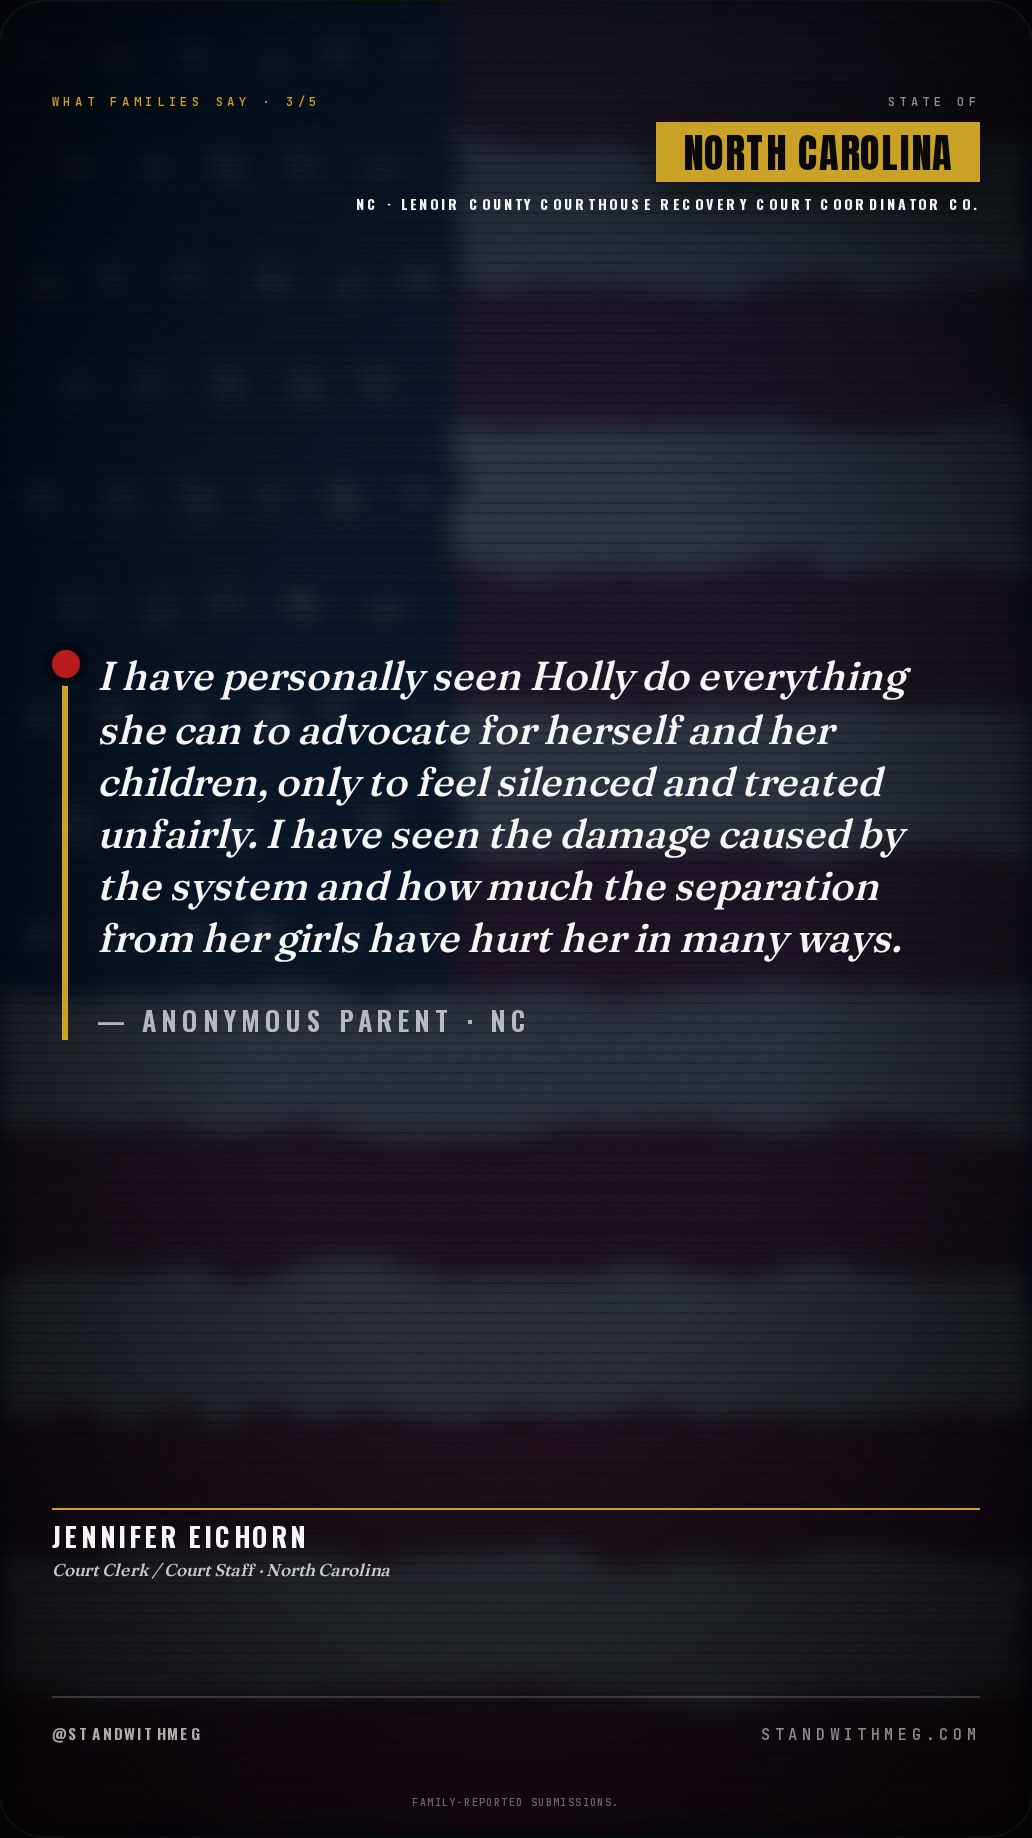 WHAT FAMILIES SAY · 3/5
STATE OF
NORTH CAROLINA
NC · LENOIR COUNTY COURTHOUSE RECOVERY COURT COORDINATOR CO.
I have personally seen Holly do everything
she can to advocate for herself and her
children, only to feel silenced and treated
unfairly. I have seen the damage caused by
the system and how much the separation
from her girls have hurt her in many ways.
— ANONYMOUS PARENT · NC
JENNIFER EICHORN
Court Clerk / Court Staff · North Carolina
@STANDWITHMEG
STANDWITHMEG.COM
FAMILY-REPORTED SUBMISSIONS.